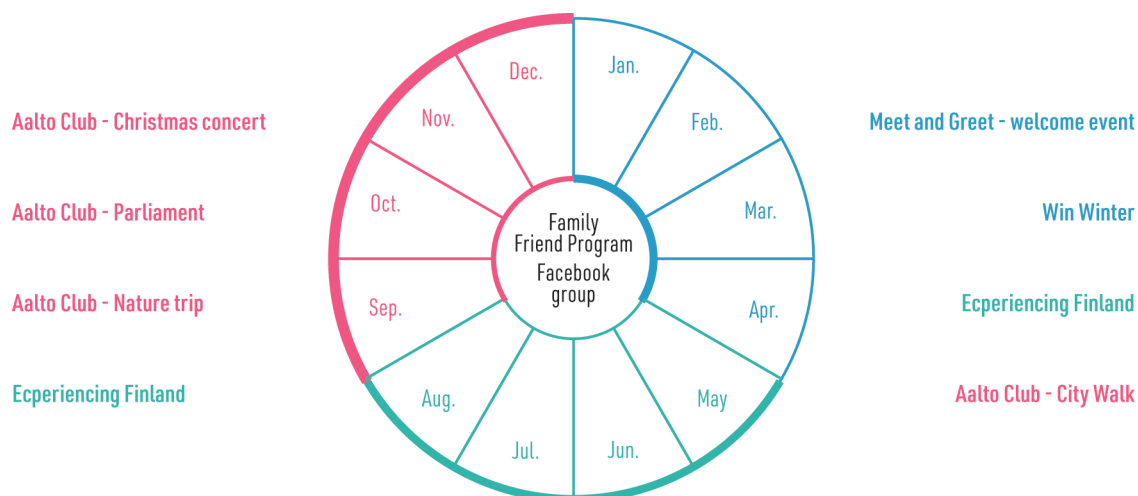 Aalto Club - Christmas concert
Aalto Club - Parliament
Aalto Club - Nature trip
Ecperiencing Finland
Jan.
Feb.
Mar.
Apr.
May
Jun.
Jul.
Aug.
Sep.
Oct.
Nov.
Dec.
Family
Friend Program
Facebook
group
Meet and Greet - welcome event
Win Winter
Ecperiencing Finland
Aalto Club - City Walk